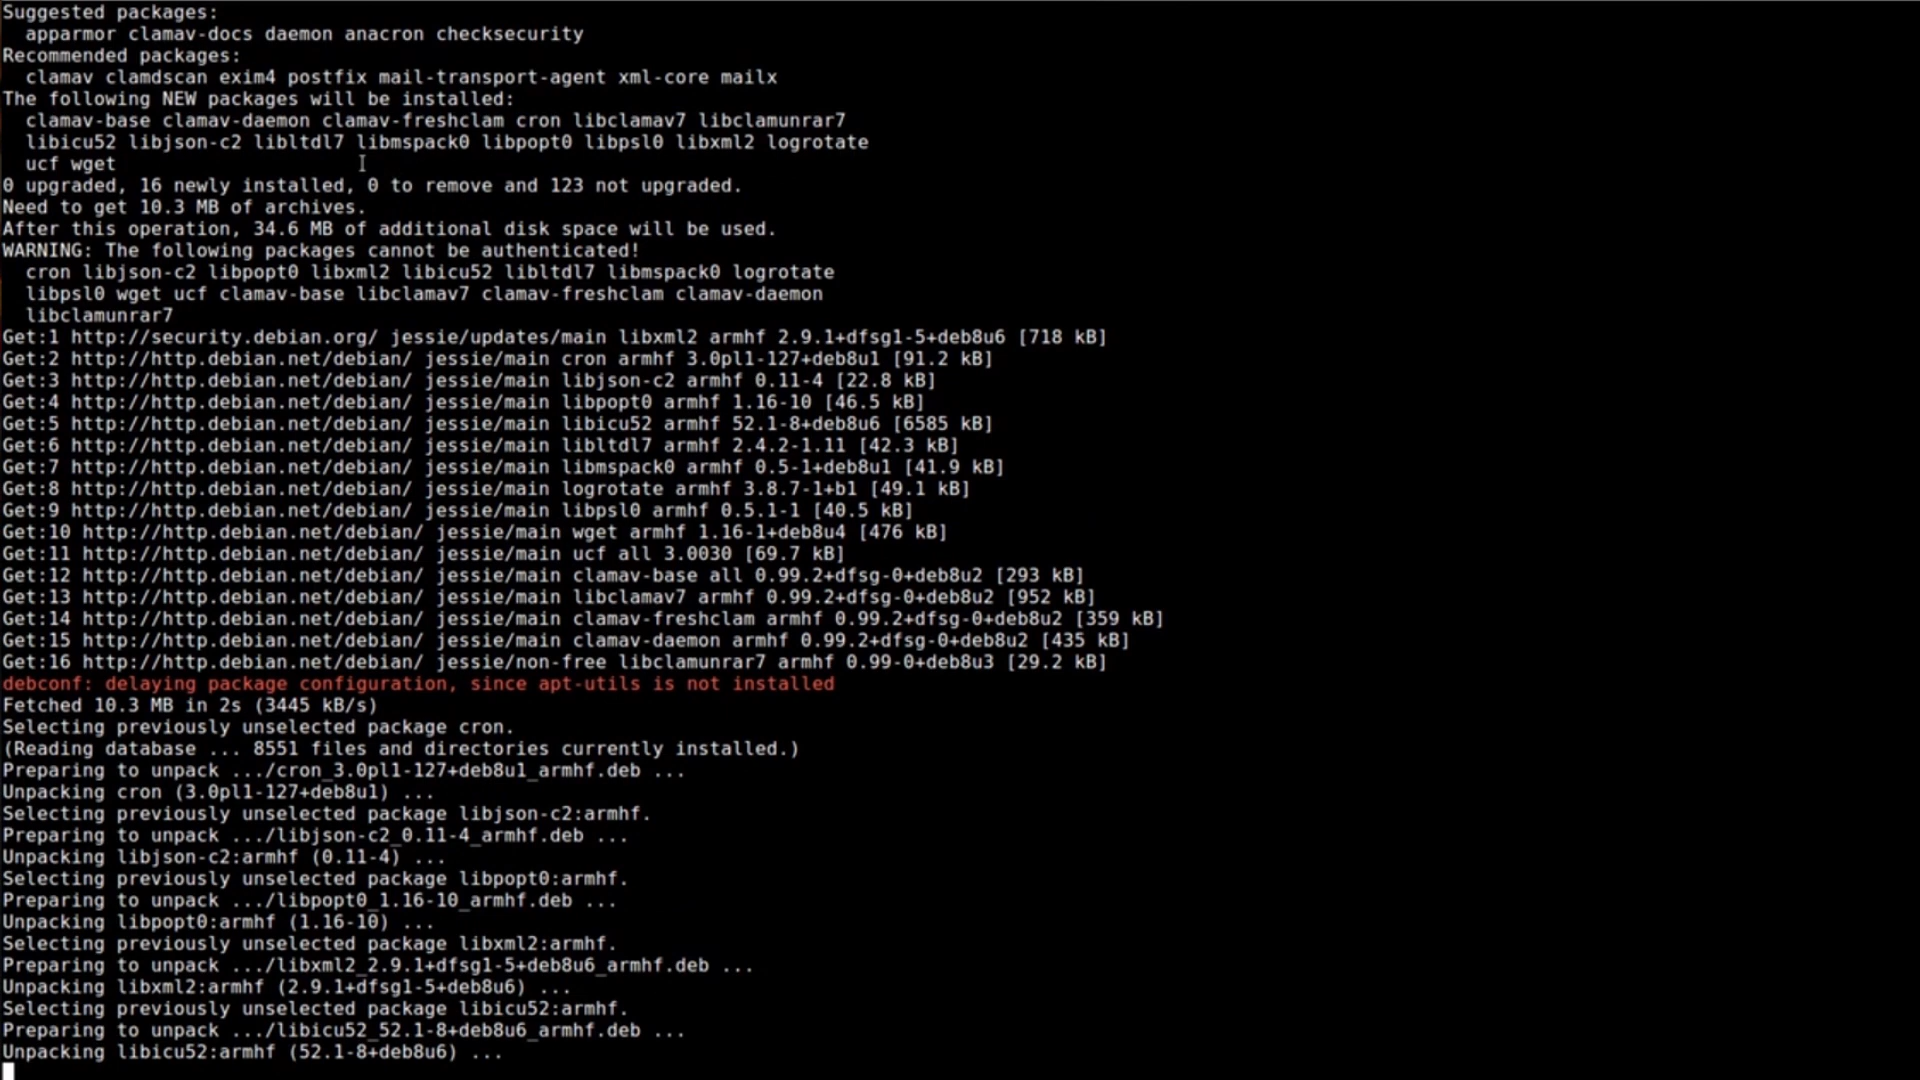 Suggested packages:
  apparmor clamav-docs daemon anacron checksecurity
Recommended packages:
  clamav clamdscan exim4 postfix mail-transport-agent xml-core mailx
The following NEW packages will be installed:
  clamav-base clamav-daemon clamav-freshclam cron libclamav7 libclamunrar7
  libicu52 libjson-c2 libltdl7 libmspack0 libpopt0 libpsl0 libxml2 logrotate
  ucf wget
0 upgraded, 16 newly installed, 0 to remove and 123 not upgraded.
Need to get 10.3 MB of archives.
After this operation, 34.6 MB of additional disk space will be used.
WARNING: The following packages cannot be authenticated!
  cron libjson-c2 libpopt0 libxml2 libicu52 libltdl7 libmspack0 logrotate
  libpsl0 wget ucf clamav-base libclamav7 clamav-freshclam clamav-daemon
  libclamunrar7
Get:1 http://security.debian.org/ jessie/updates/main libxml2 armhf 2.9.1+dfsg1-5+deb8u6 [718 kB]
Get:2 http://http.debian.net/debian/ jessie/main cron armhf 3.0pl1-127+deb8u1 [91.2 kB]
Get:3 http://http.debian.net/debian/ jessie/main libjson-c2 armhf 0.11-4 [22.8 kB]
Get:4 http://http.debian.net/debian/ jessie/main libpopt0 armhf 1.16-10 [46.5 kB]
Get:5 http://http.debian.net/debian/ jessie/main libicu52 armhf 52.1-8+deb8u6 [6585 kB]
Get:6 http://http.debian.net/debian/ jessie/main libltdl7 armhf 2.4.2-1.11 [42.3 kB]
Get:7 http://http.debian.net/debian/ jessie/main libmspack0 armhf 0.5-1+deb8u1 [41.9 kB]
Get:8 http://http.debian.net/debian/ jessie/main logrotate armhf 3.8.7-1+b1 [49.1 kB]
Get:9 http://http.debian.net/debian/ jessie/main libpsl0 armhf 0.5.1-1 [40.5 kB]
Get:10 http://http.debian.net/debian/ jessie/main wget armhf 1.16-1+deb8u4 [476 kB]
Get:11 http://http.debian.net/debian/ jessie/main ucf all 3.0030 [69.7 kB]
Get:12 http://http.debian.net/debian/ jessie/main clamav-base all 0.99.2+dfsg-0+deb8u2 [293 kB]
Get:13 http://http.debian.net/debian/ jessie/main libclamav7 armhf 0.99.2+dfsg-0+deb8u2 [952 kB]
Get:14 http://http.debian.net/debian/ jessie/main clamav-freshclam armhf 0.99.2+dfsg-0+deb8u2 [359 kB]
Get:15 http://http.debian.net/debian/ jessie/main clamav-daemon armhf 0.99.2+dfsg-0+deb8u2 [435 kB]
Get:16 http://http.debian.net/debian/ jessie/non-free libclamunrar7 armhf 0.99-0+deb8u3 [29.2 kB]
debconf: delaying package configuration, since apt-utils is not installed
Fetched 10.3 MB in 2s (3445 kB/s)
Selecting previously unselected package cron.
(Reading database ... 8551 files and directories currently installed.)
Preparing to unpack .../cron_3.0pl1-127+deb8u1_armhf.deb ...
Unpacking cron (3.0pl1-127+deb8u1) ...
Selecting previously unselected package libjson-c2:armhf.
Preparing to unpack .../libjson-c2_0.11-4_armhf.deb ...
Unpacking libjson-c2:armhf (0.11-4) ...
Selecting previously unselected package libpopt0:armhf.
Preparing to unpack .../libpopt0_1.16-10_armhf.deb ...
Unpacking libpopt0:armhf (1.16-10) ...
Selecting previously unselected package libxml2:armhf.
Preparing to unpack .../libxml2_2.9.1+dfsg1-5+deb8u6_armhf.deb ...
Unpacking libxml2:armhf (2.9.1+dfsg1-5+deb8u6) ...
Selecting previously unselected package libicu52:armhf.
Preparing to unpack .../libicu52_52.1-8+deb8u6_armhf.deb ...
Unpacking libicu52:armhf (52.1-8+deb8u6) ...